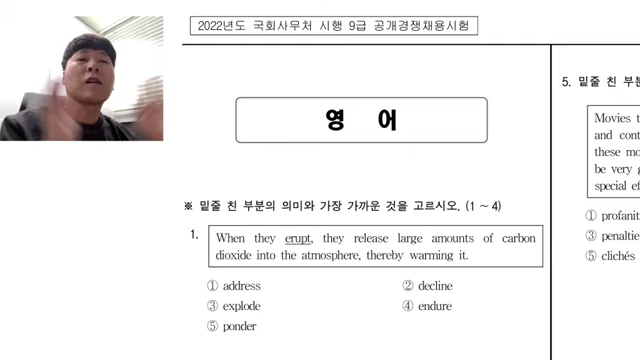 2022년도 국회사무처 시행 9급 공개경쟁채용시험
영 어
※ 밑줄 친 부분의 의미와 가장 가까운 것을 고르시오. (1 ~ 4)
1. When they erupt, they release large amounts of carbon
dioxide into the atmosphere, thereby warming it.
① address ② decline
③ explode ④ endure
⑤ ponder
5. 밑줄 친 부
Movies t
and cont
these mo
be very g
special ef
① profanit
③ penaltie
⑤ clichés